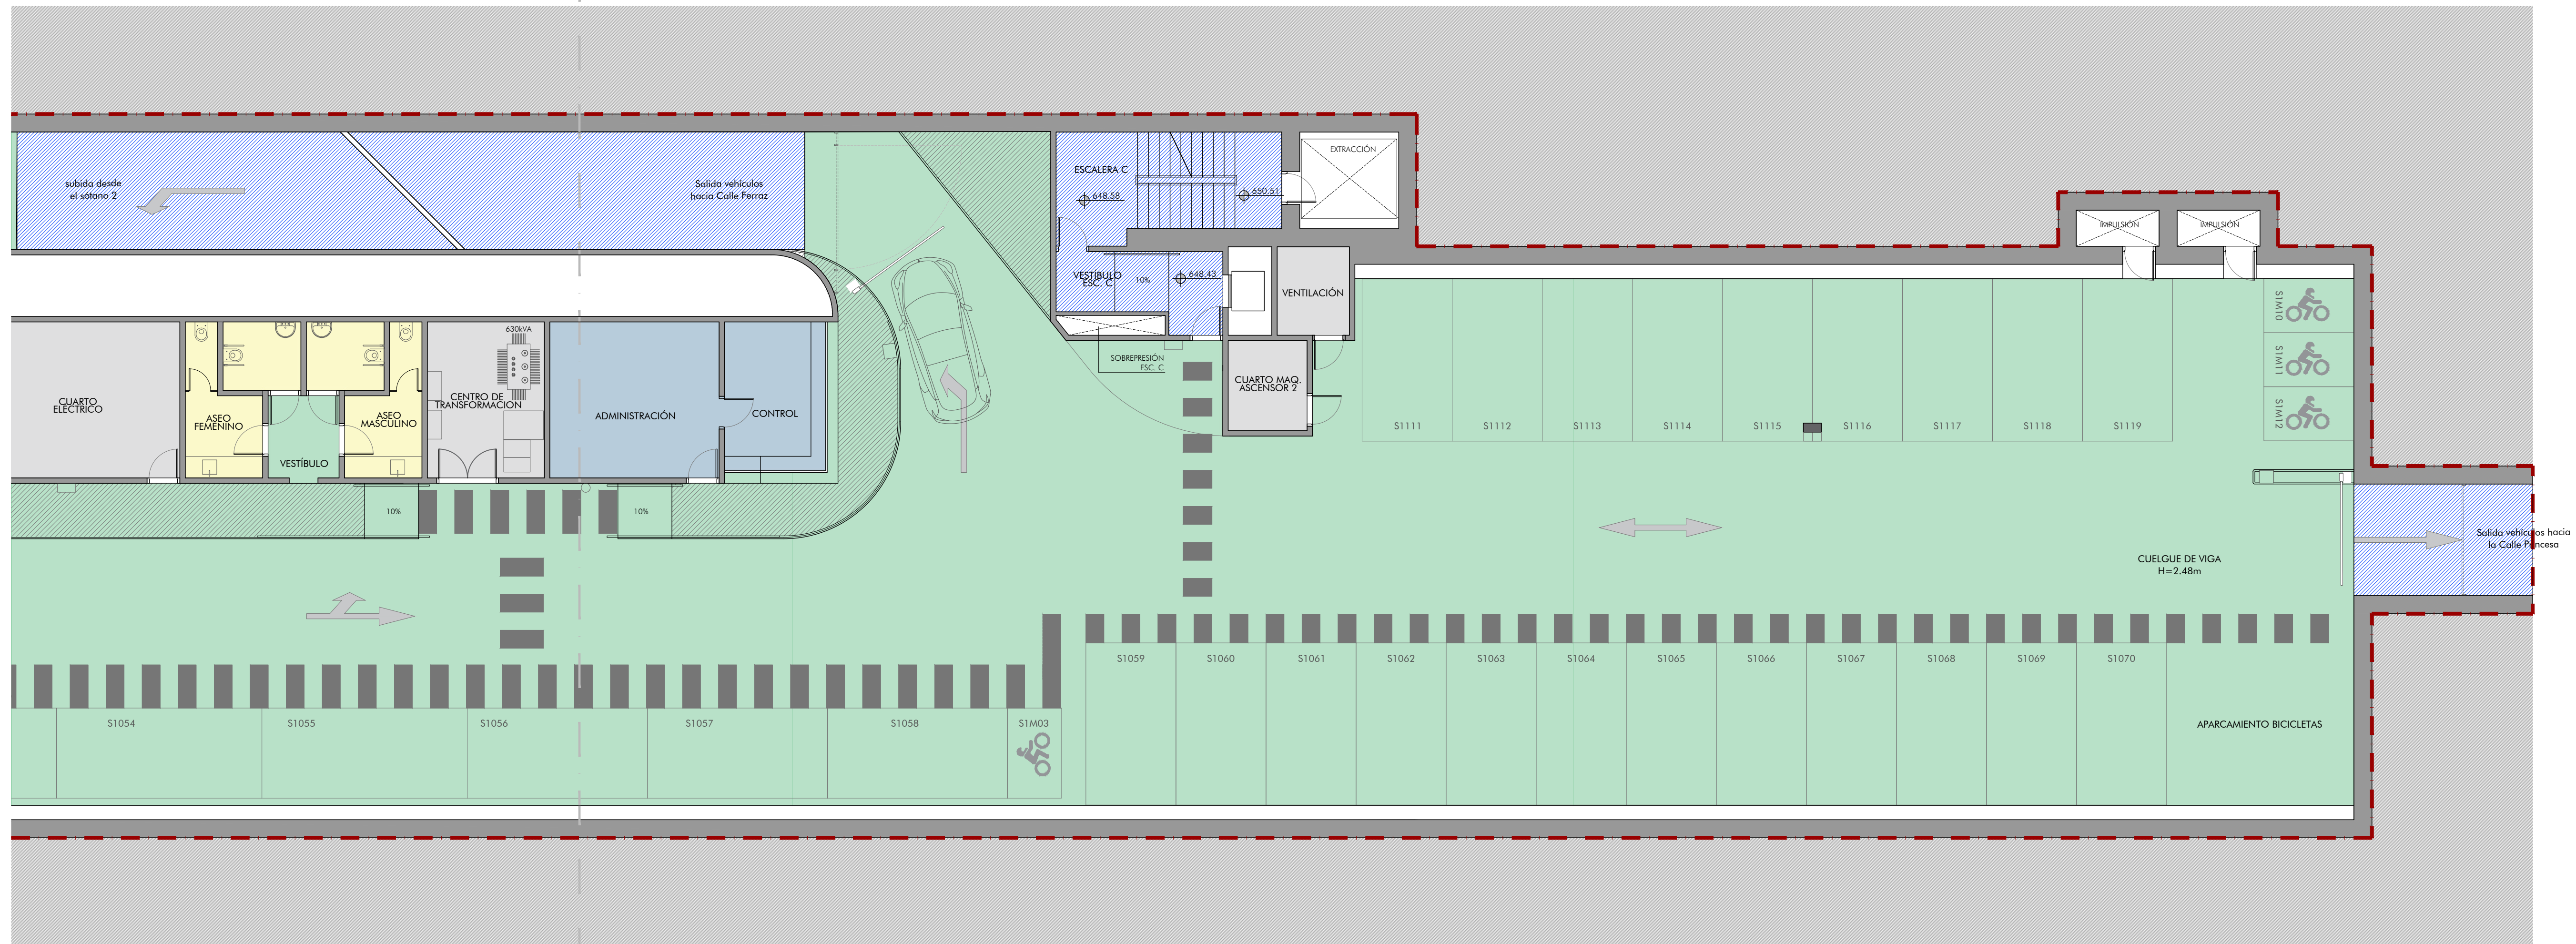 EXTRACCIÓN
ESCALERA C
648.58
650.51
subida desde
el sótano 2
Salida vehículos
hacia Calle Ferraz
IMPULSIÓN
IMPULSIÓN
VESTÍBULO
ESC. C
10%
648.43
VENTILACIÓN
S1M10
S1M11
S1M12
630kVA
SOBREPRESIÓN
ESC. C
CUARTO MAQ.
ASCENSOR 2
CUARTO
ELÉCTRICO
ASEO
FEMENINO
ASEO
MASCULINO
CENTRO DE
TRANSFORMACION
ADMINISTRACIÓN
CONTROL
VESTÍBULO
S1111
S1112
S1113
S1114
S1115
S1116
S1117
S1118
S1119
10%
10%
Salida vehículos hacia
la Calle Pincesa
CUELGUE DE VIGA
H=2.48m
S1059
S1060
S1061
S1062
S1063
S1064
S1065
S1066
S1067
S1068
S1069
S1070
S1054
S1055
S1056
S1057
S1058
S1M03
APARCAMIENTO BICICLETAS